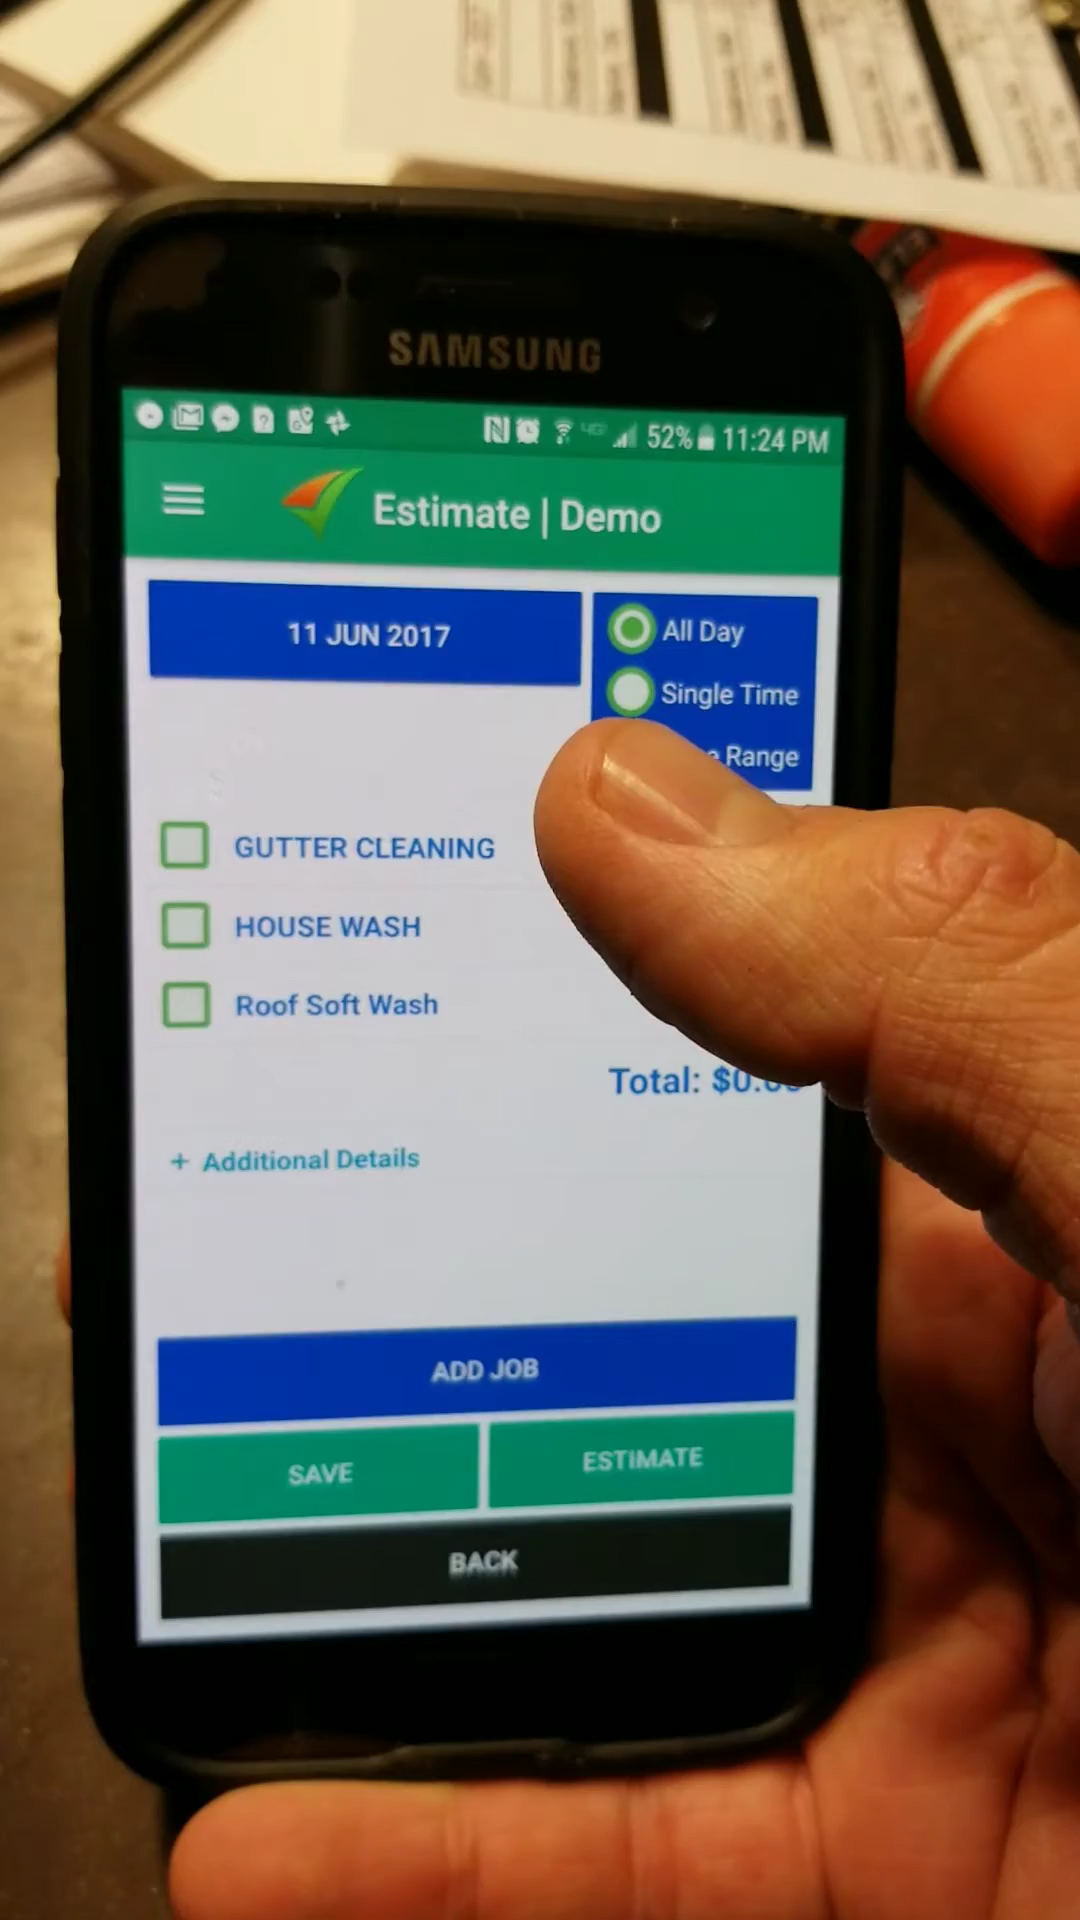 SAMSUNG
52% 11:24 PM
Estimate | Demo
11 JUN 2017
All Day
Single Time
Range
GUTTER CLEANING
HOUSE WASH
Roof Soft Wash
Total: $0.
+ Additional Details
ADD JOB
SAVE
ESTIMATE
BACK